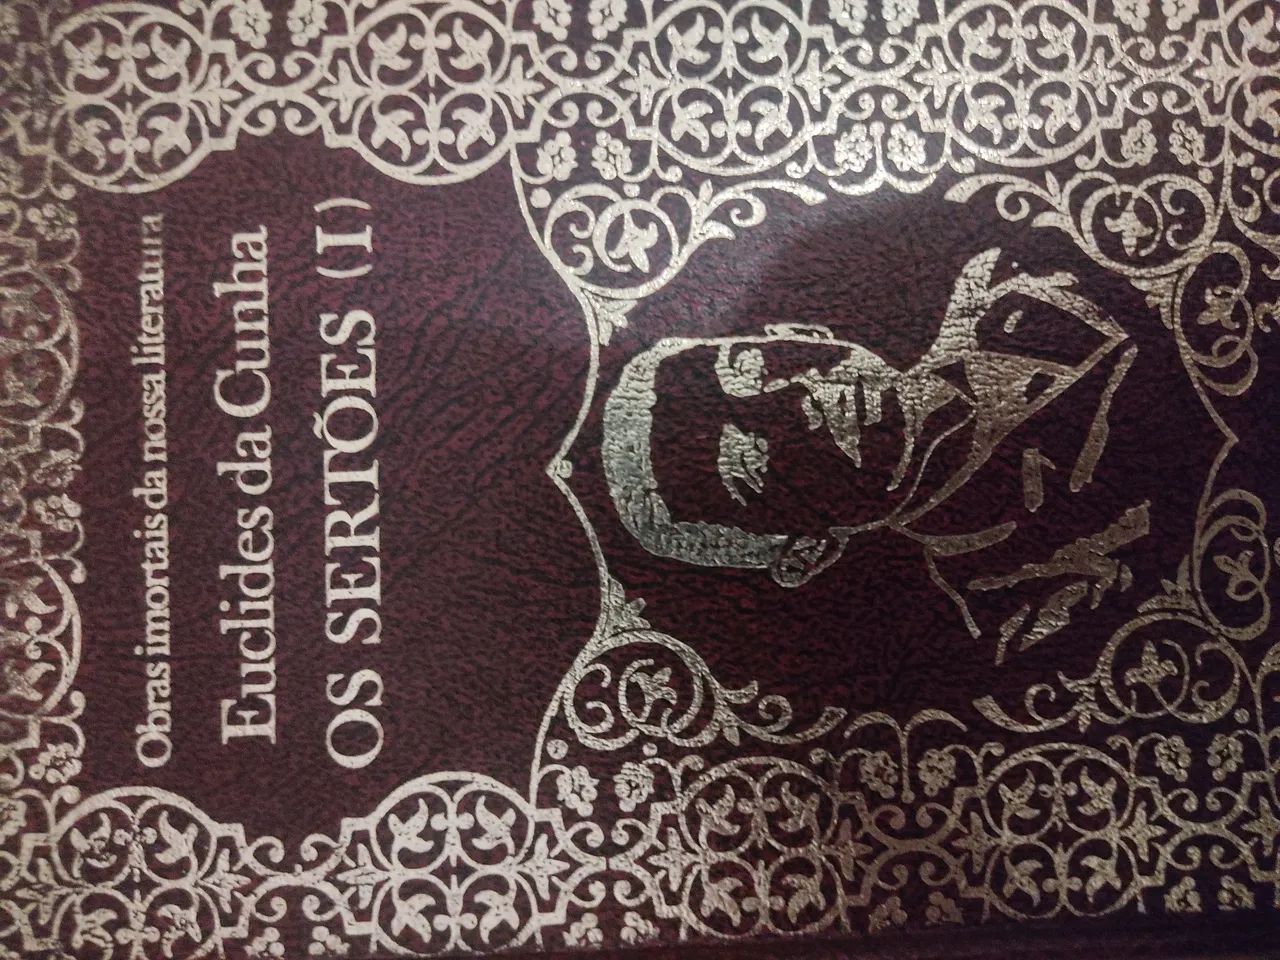 Obras imortais da nossa literatura
Euclides da Cunha
OS SERTÕES (I)